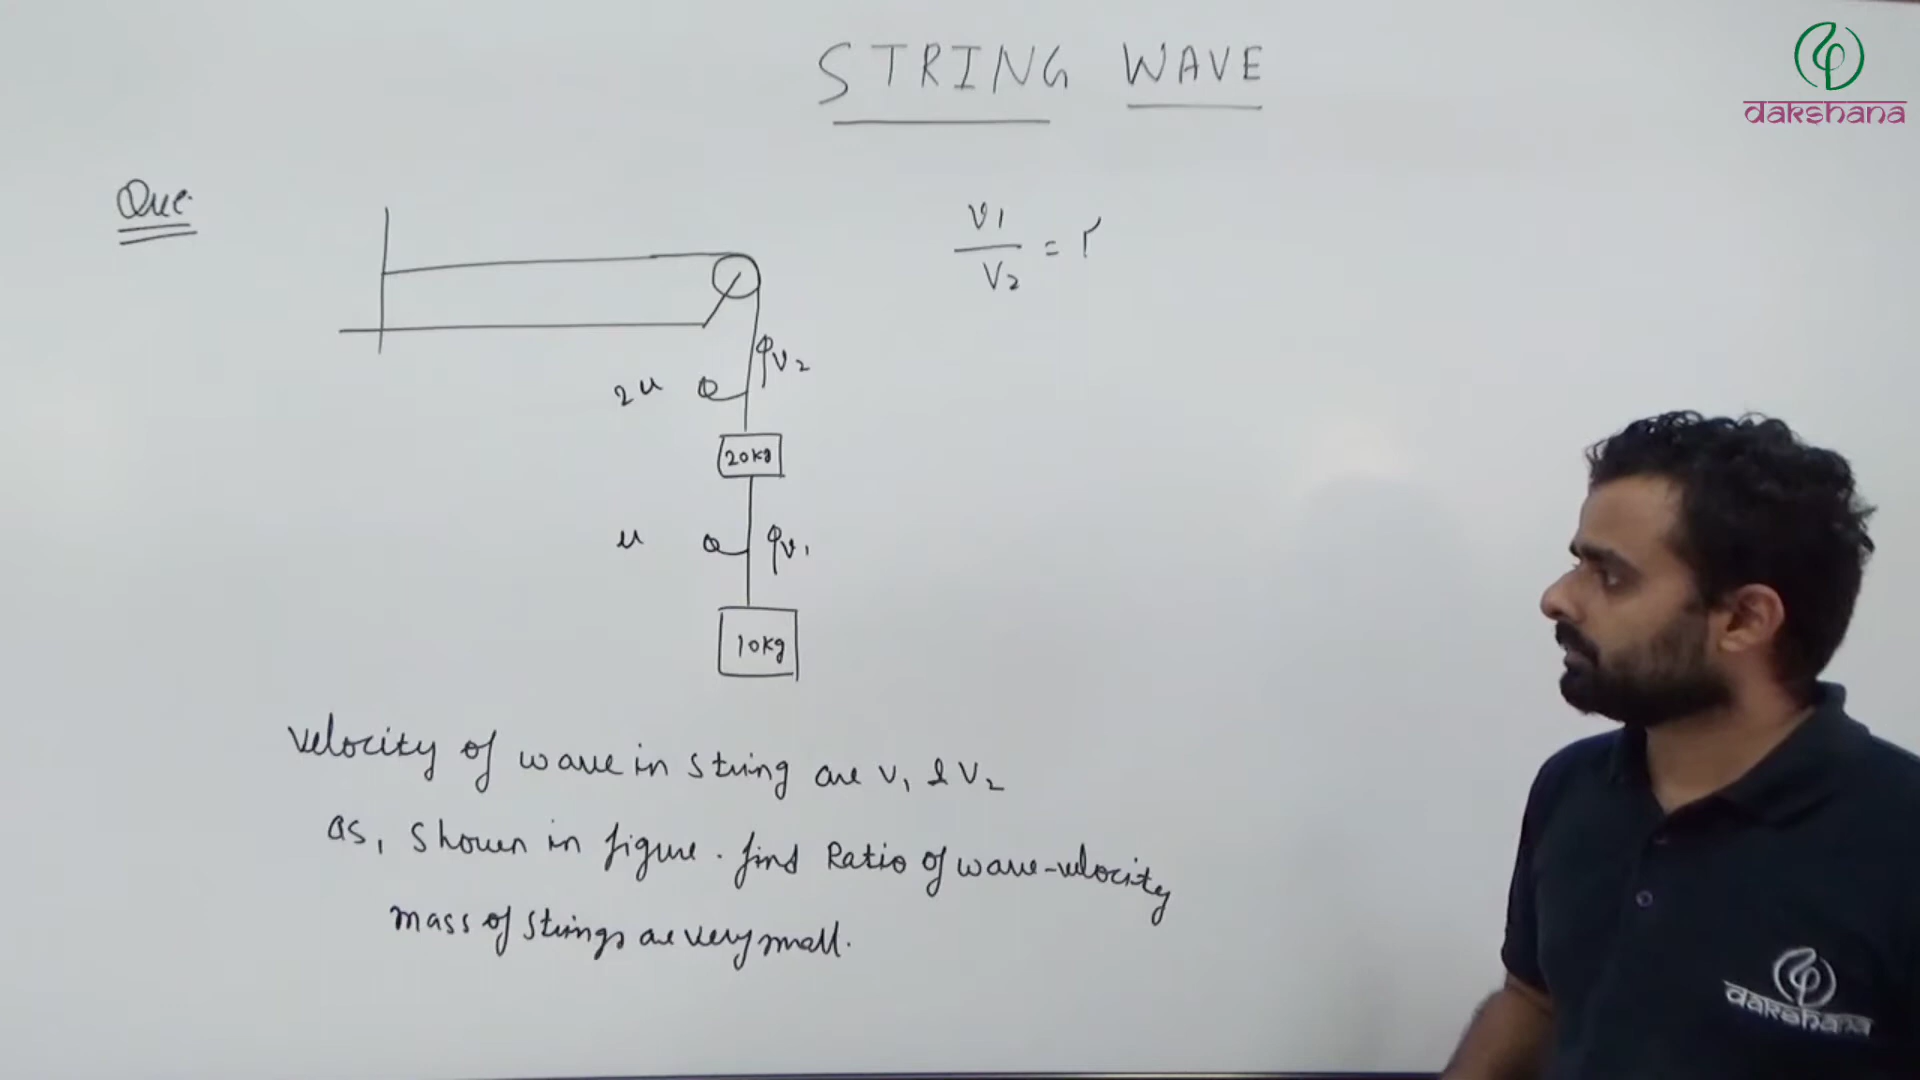 STRING WAVE
dakshana
Que.
V1
V2
= r
V2
2u
20kg
u
V1
10kg
velocity of wave in string are V1 & V2
as, shown in figure. find Ratio of wave-velocity
mass of strings are very small.
dakshana